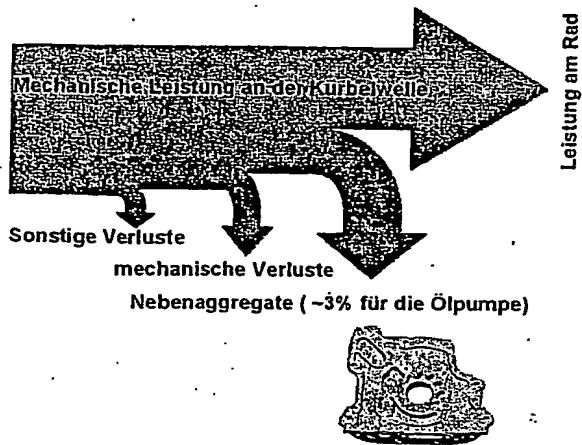 Mechanische Leistung an der Kurbelwelle
Leistung am Rad
Sonstige Verluste
mechanische Verluste
Nebenaggregate ( ~3% für die Ölpumpe)